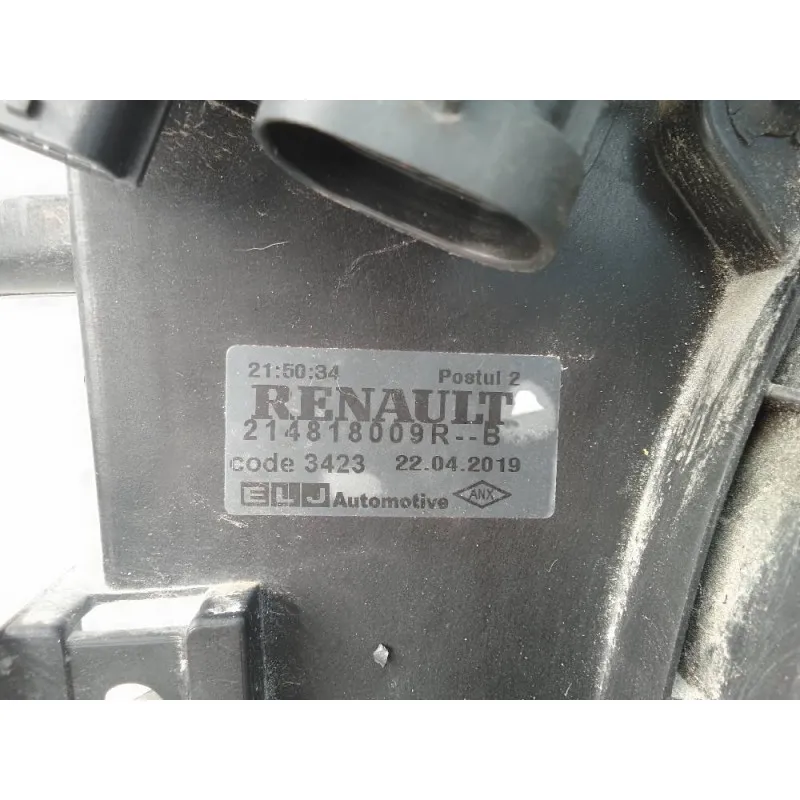 21:50:34 Postul 2
RENAULT
214818009R--B
code 3423 22.04.2019
ELJ Automotive ANX